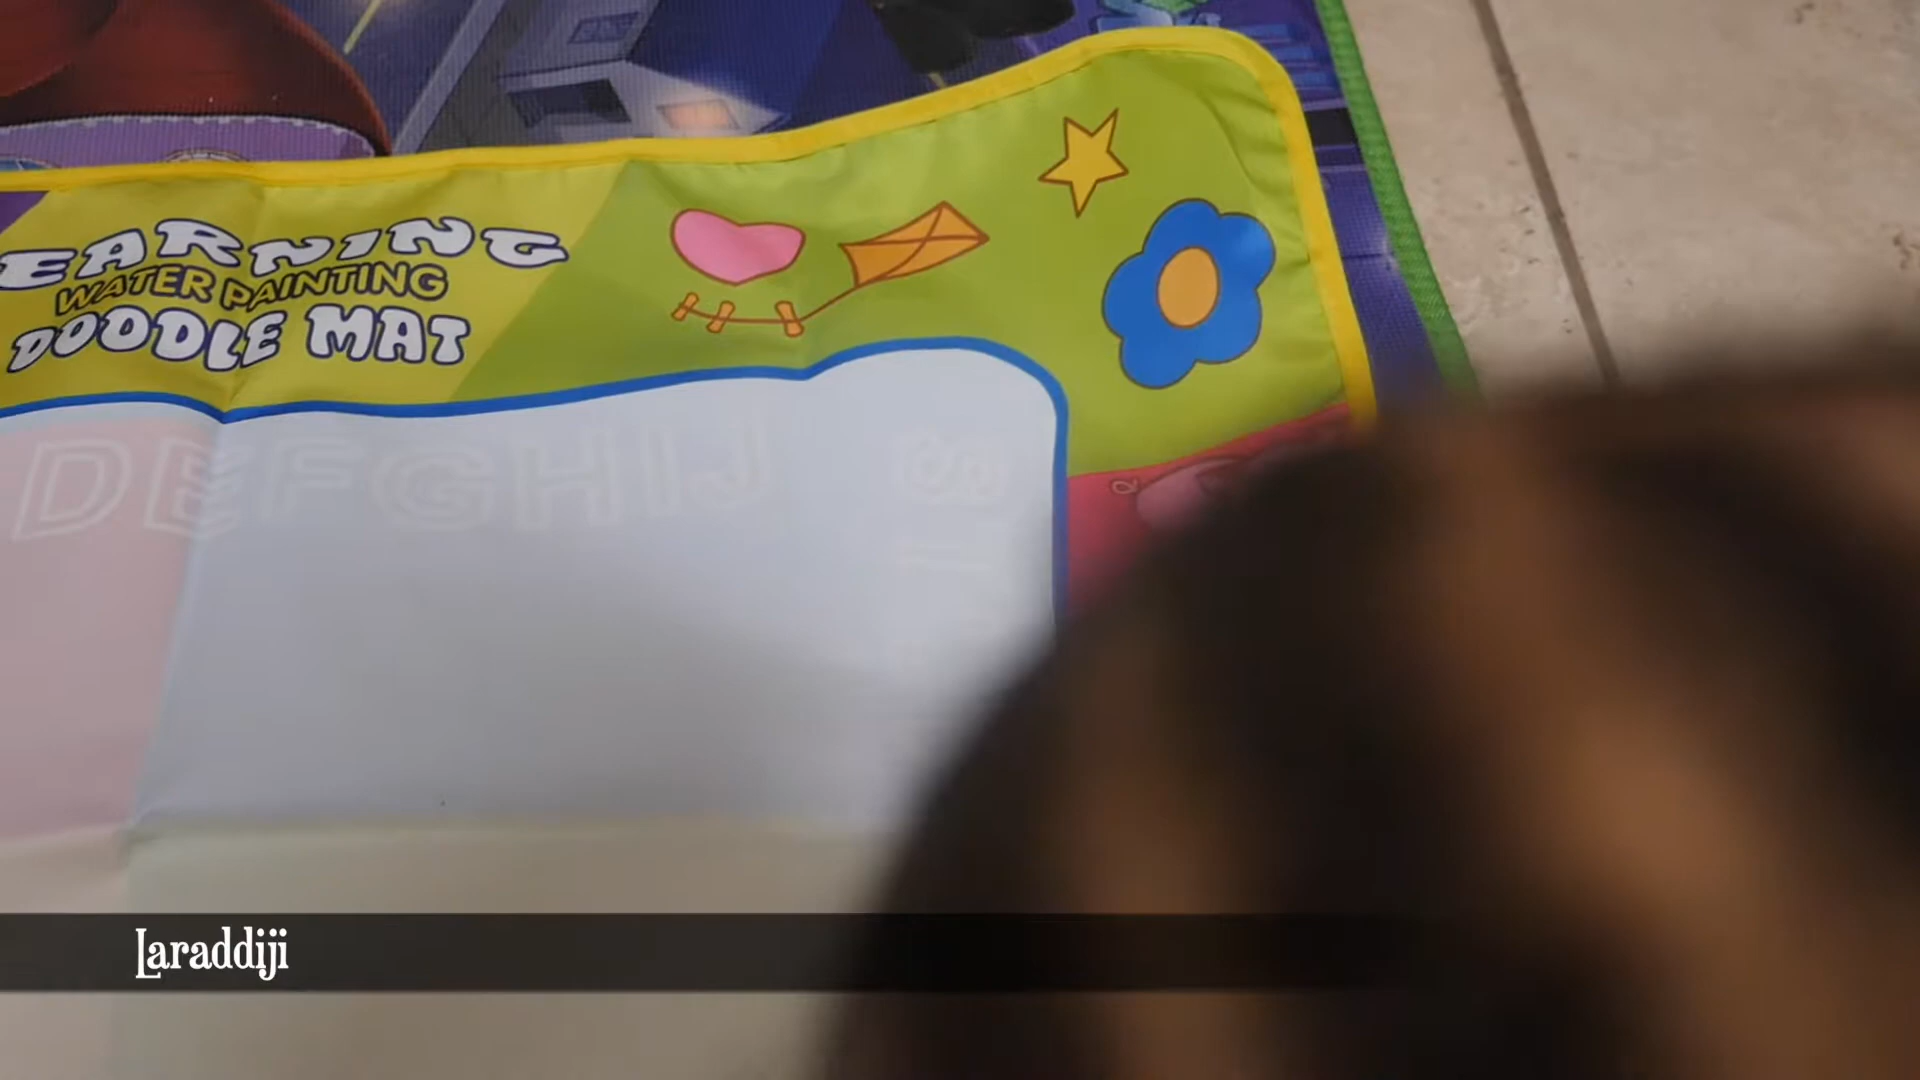 EARNING
WATER PAINTING
DOODLE MAT
DEFGHIJ
Laraddiji